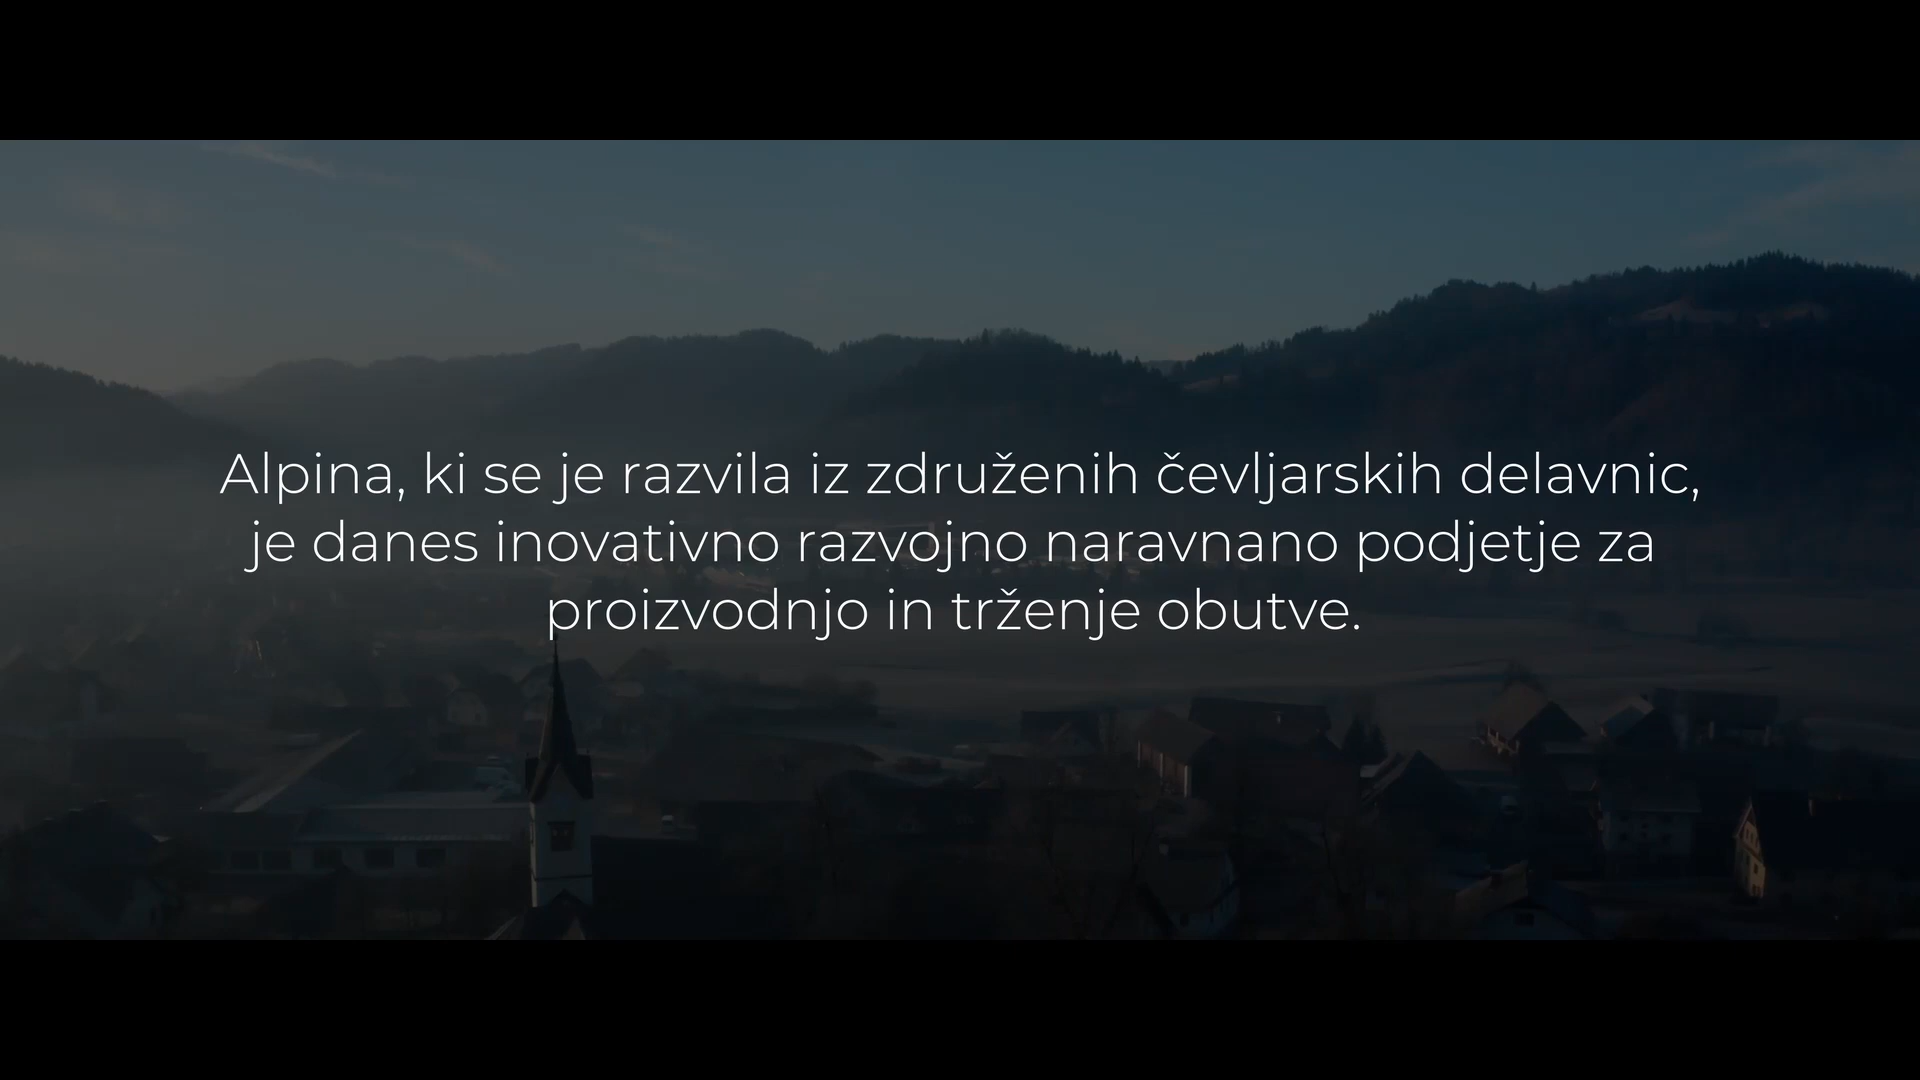 Alpina, ki se je razvila iz združenih čevljarskih delavnic,
je danes inovativno razvojno naravnano podjetje za
proizvodnjo in trženje obutve.